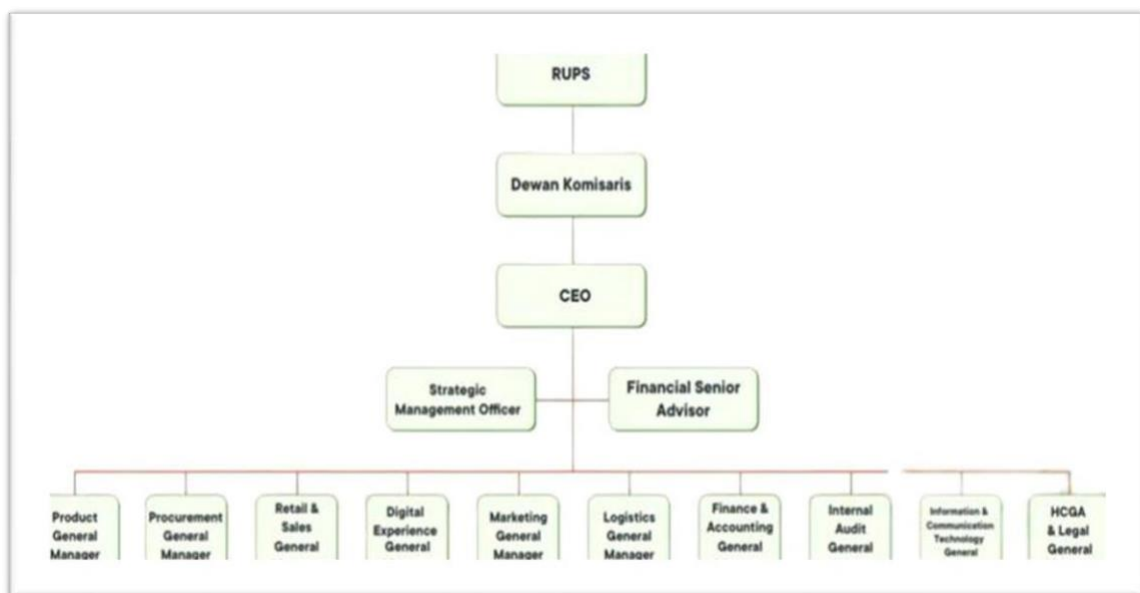 RUPS
Dewan Komisaris
CEO
Strategic
Management Officer
Financial Senior
Advisor
Product
General
Manager
Procurement
General
Manager
Retail &
Sales
General
Digital
Experience
General
Marketing
General
Manager
Logistics
General
Manager
Finance &
Accounting
General
Internal
Audit
General
Information &
Communication
Technology
General
HCGA
& Legal
General